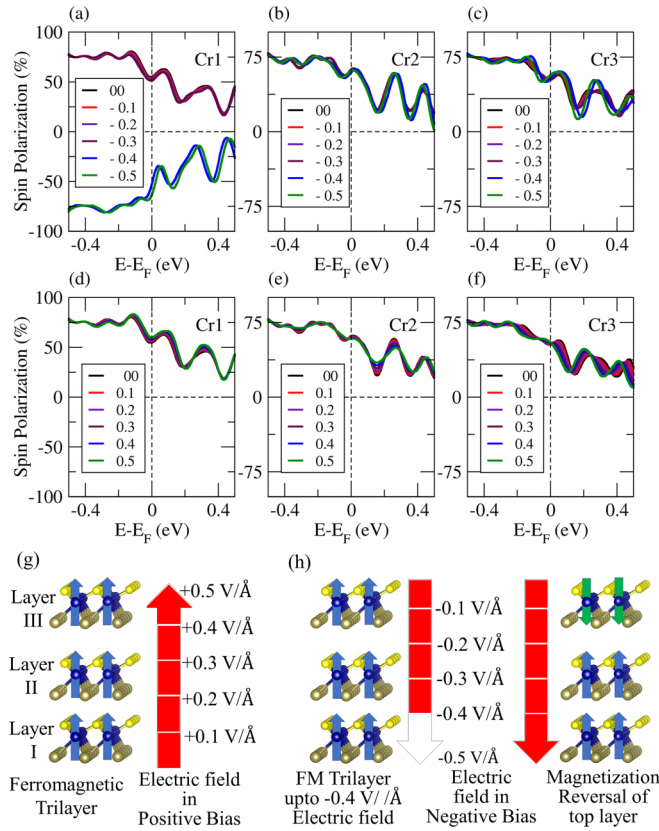 (a)
(b)
(c)
Spin Polarization (%)
100
50
0
-50
-100
Cr1
00
- 0.1
- 0.2
- 0.3
- 0.4
- 0.5
-0.4
0
0.4
E-EF (eV)
75
0
-75
Cr2
00
- 0.1
- 0.2
- 0.3
- 0.4
- 0.5
-0.4
0
0.4
E-EF (eV)
75
0
-75
Cr3
00
- 0.1
- 0.2
- 0.3
- 0.4
- 0.5
-0.4
0
0.4
E-EF (eV)
(d)
(e)
(f)
Spin Polarization (%)
100
50
0
-50
-100
Cr1
00
0.1
0.2
0.3
0.4
0.5
-0.4
0
0.4
E-EF (eV)
75
0
-75
Cr2
00
0.1
0.2
0.3
0.4
0.5
-0.4
0
0.4
E-EF (eV)
75
0
-75
Cr3
00
0.1
0.2
0.3
0.4
0.5
-0.4
0
0.4
E-EF (eV)
(g)
Layer
III
Layer
II
Layer
I
+0.5 V/Å
+0.4 V/Å
+0.3 V/Å
+0.2 V/Å
+0.1 V/Å
Ferromagnetic
Trilayer
Electric field
in
Positive Bias
(h)
-0.1 V/Å
-0.2 V/Å
-0.3 V/Å
-0.4 V/Å
-0.5 V/Å
FM Trilayer
upto -0.4 V/ /Å
Electric field
Electric
field in
Negative Bias
Magnetization
Reversal of
top layer